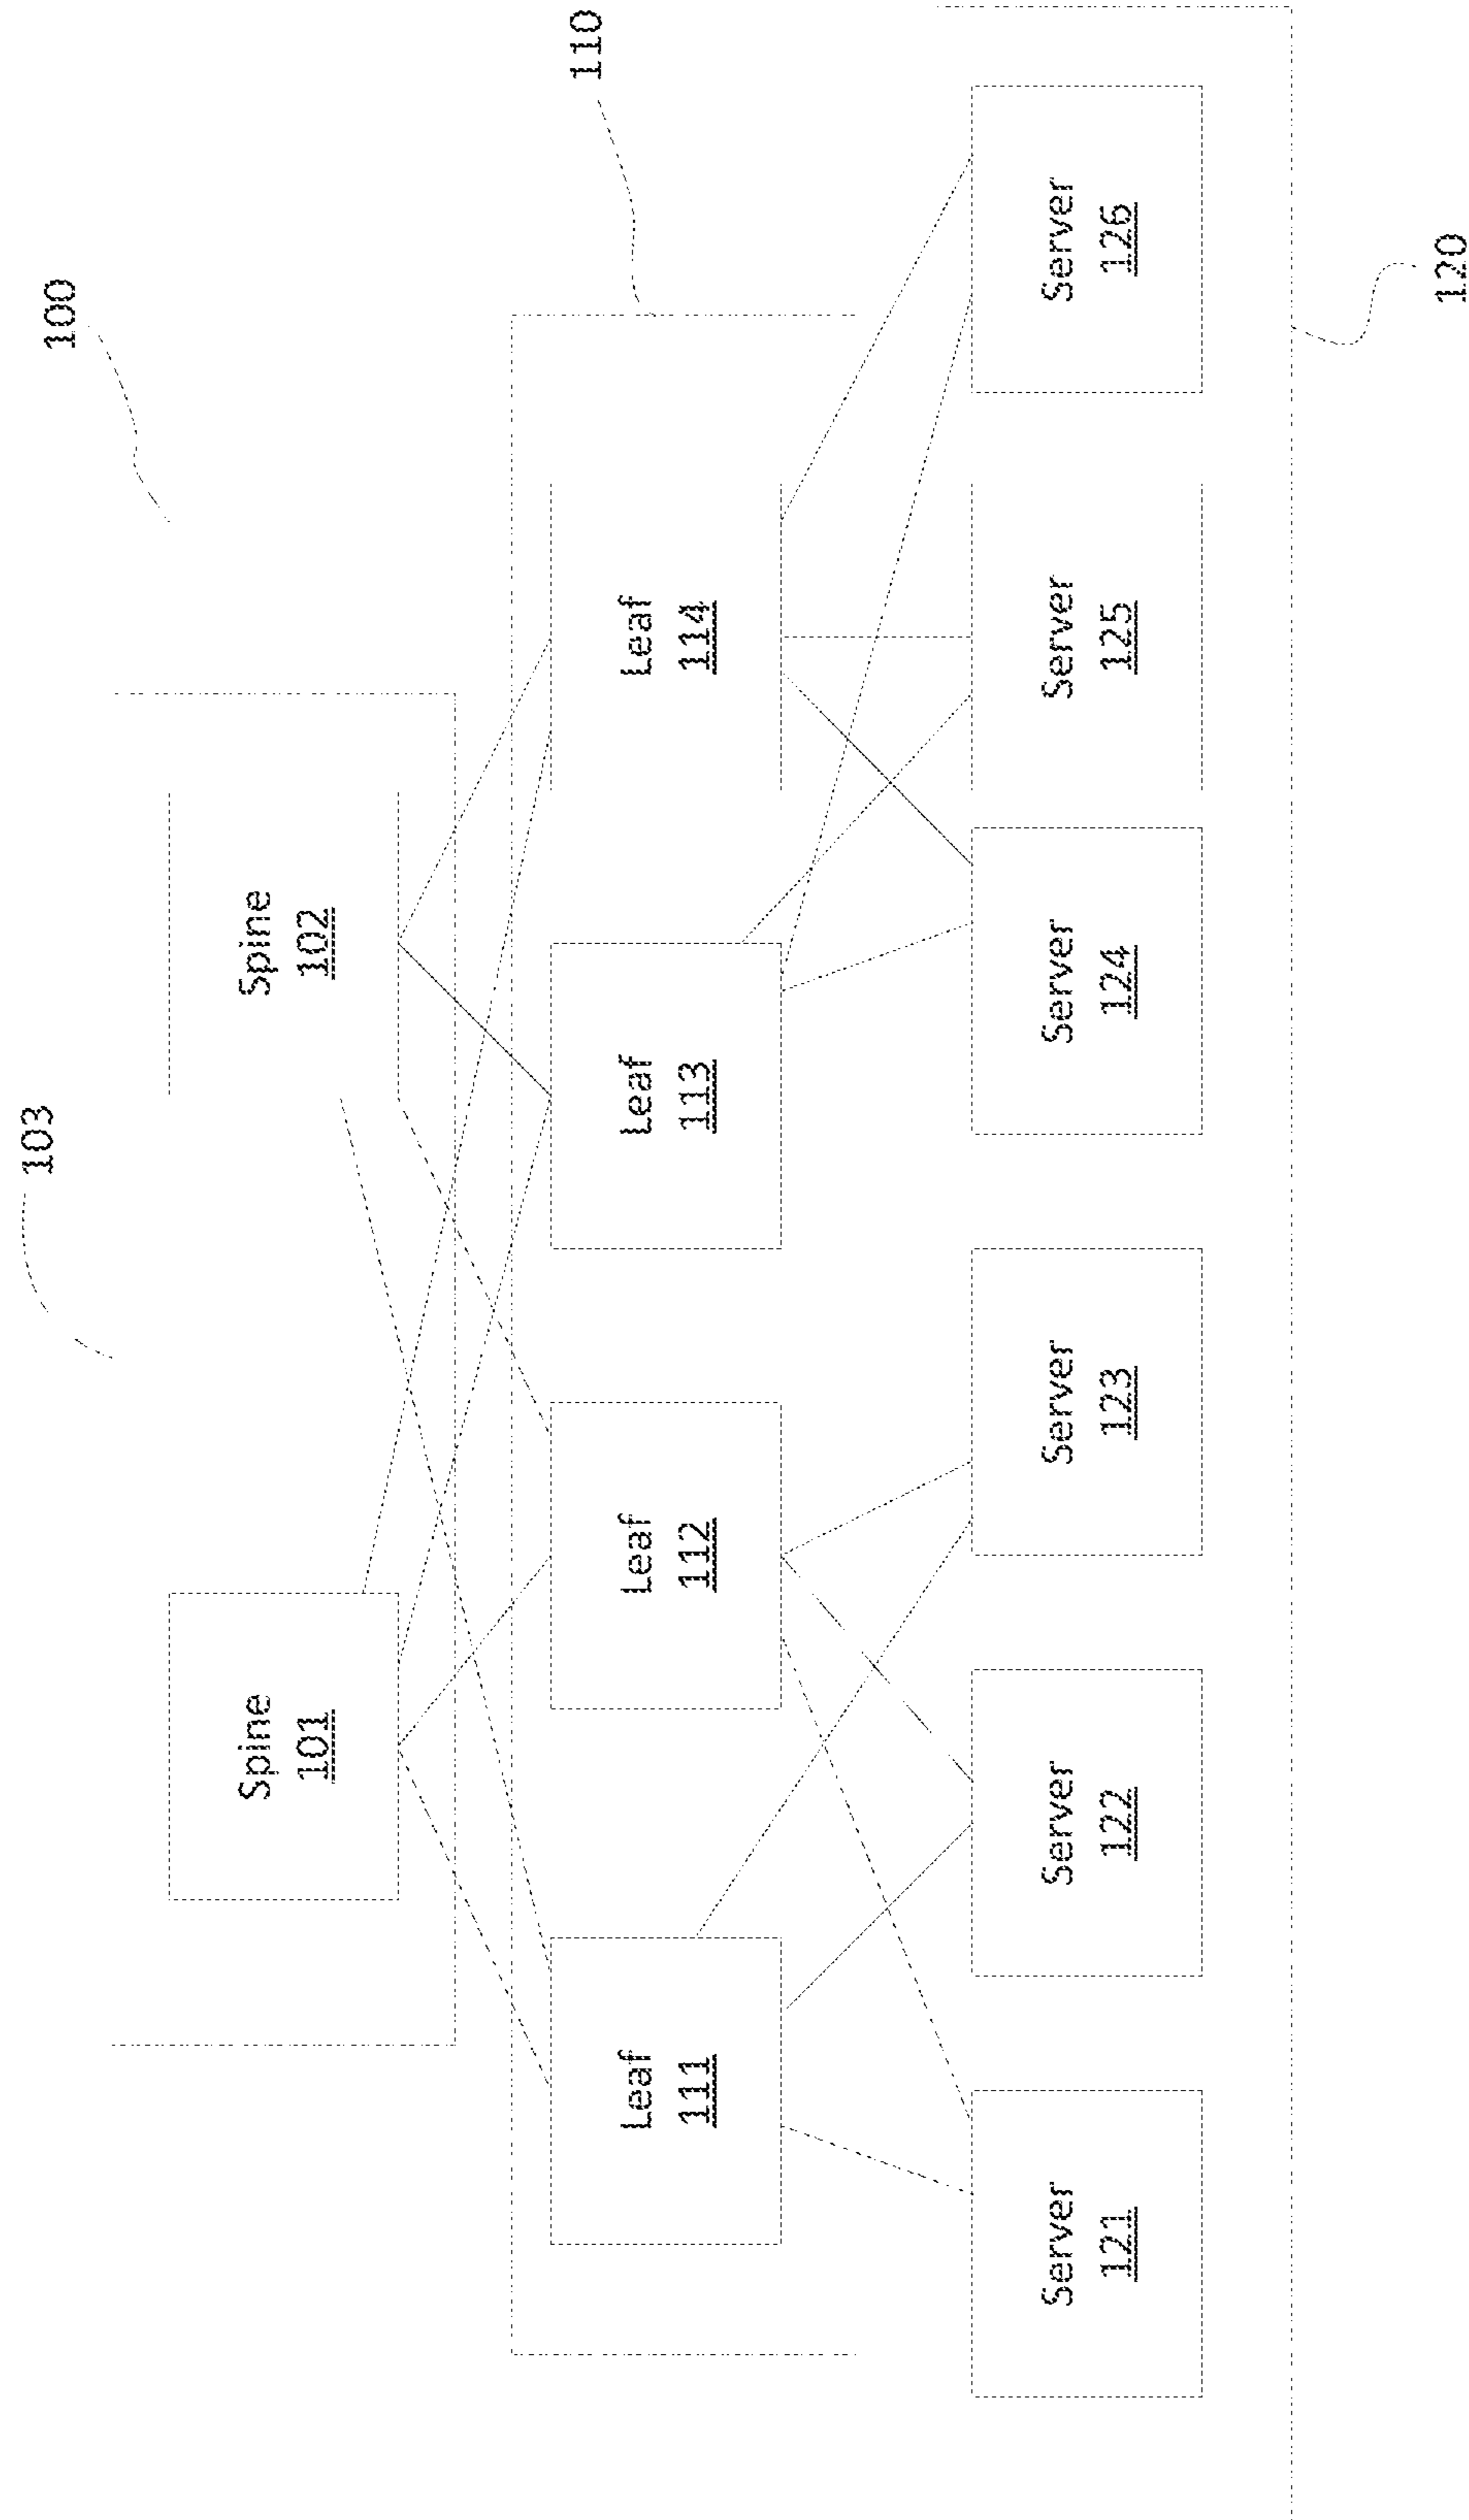 100
103
Spine
101
Spine
102
110
Leaf
111
Leaf
112
Leaf
113
Leaf
114
Server
121
Server
122
Server
123
Server
124
Server
125
Server
126
120